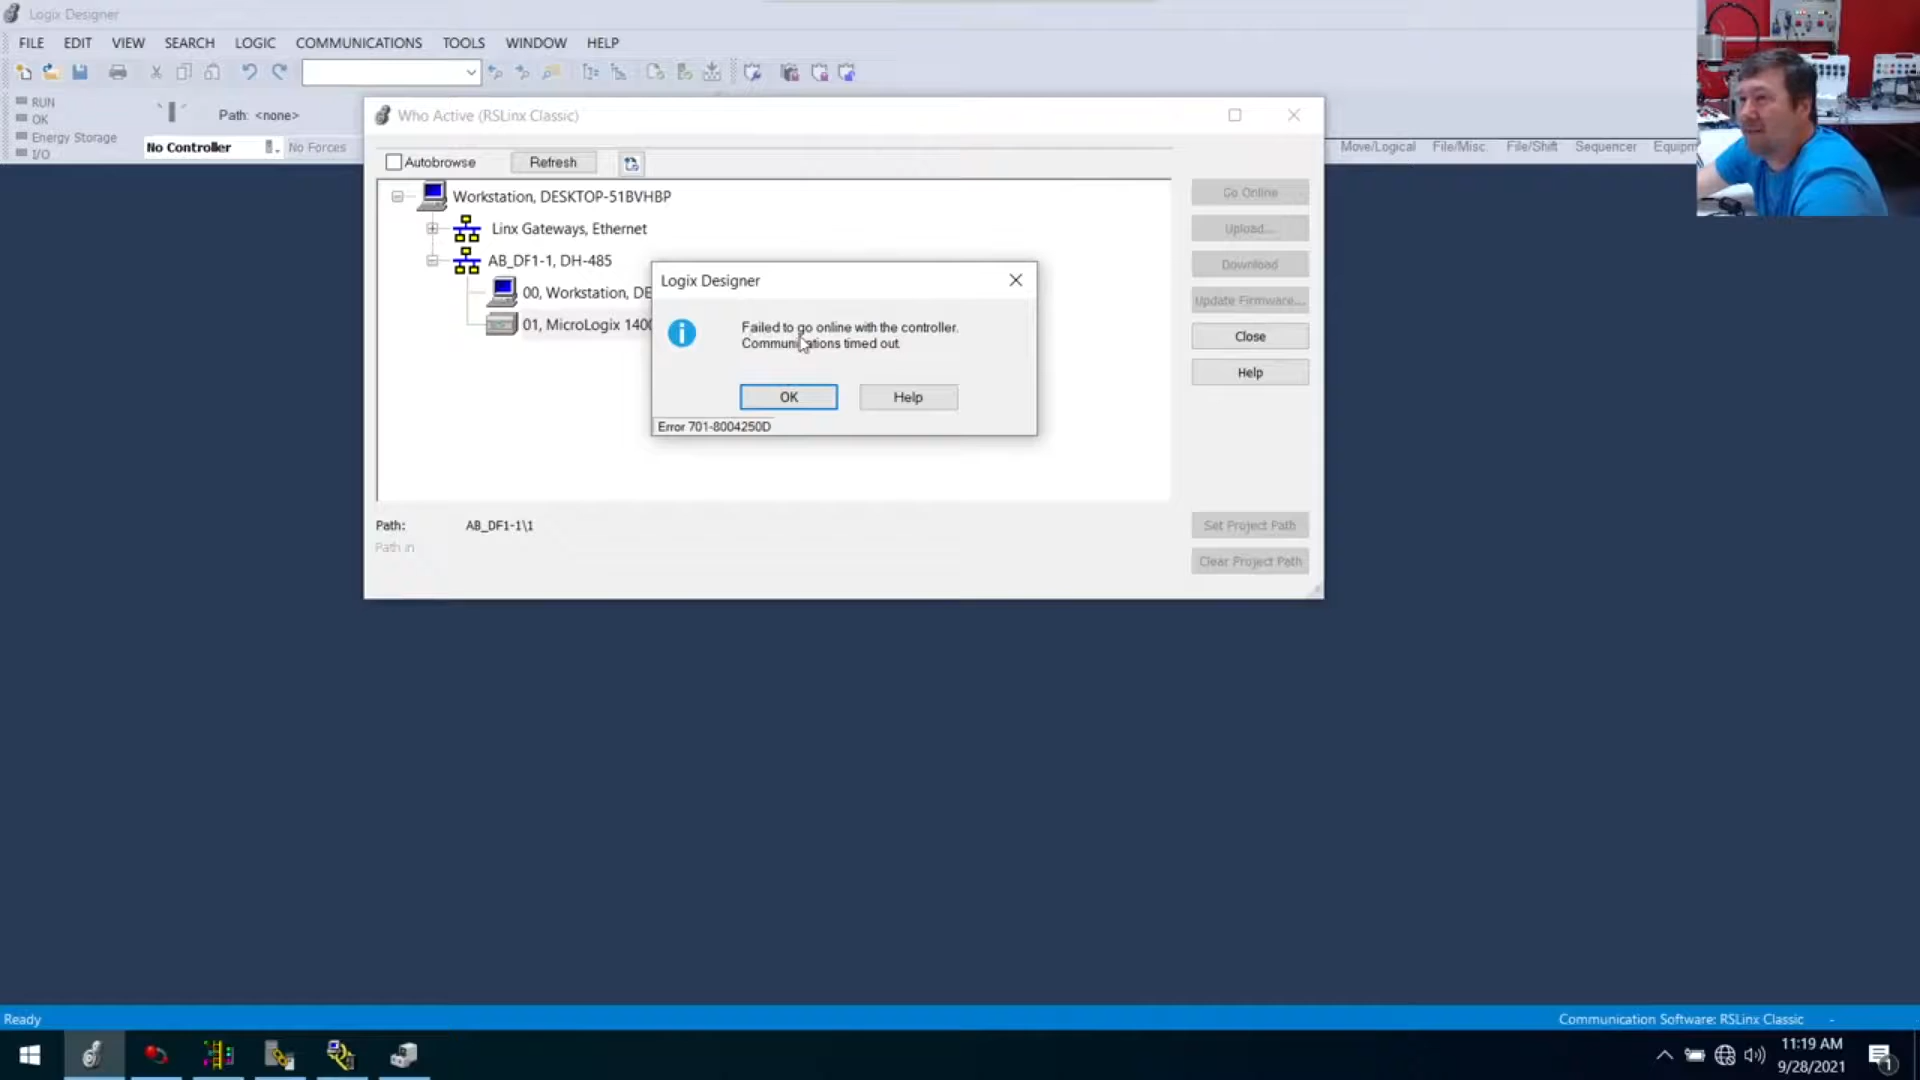 Logix Designer
FILE EDIT VIEW SEARCH LOGIC COMMUNICATIONS TOOLS WINDOW HELP
RUN
OK
Energy Storage
I/O
Path: <none>
No Controller
No Forces
Move/Logical File/Misc. File/Shift Sequencer Equipm
Who Active (RSLinx Classic)
Autobrowse
Refresh
Workstation, DESKTOP-51BVHBP
Linx Gateways, Ethernet
AB_DF1-1, DH-485
00, Workstation, DE
01, MicroLogix 1400
Go Online
Upload...
Download
Update Firmware...
Close
Help
Set Project Path
Clear Project Path
Path: AB_DF1-1\1
Path in
Logix Designer
Failed to go online with the controller.
Communications timed out.
OK
Help
Error 701-8004250D
Ready
Communication Software: RSLinx Classic
11:19 AM
9/28/2021
1